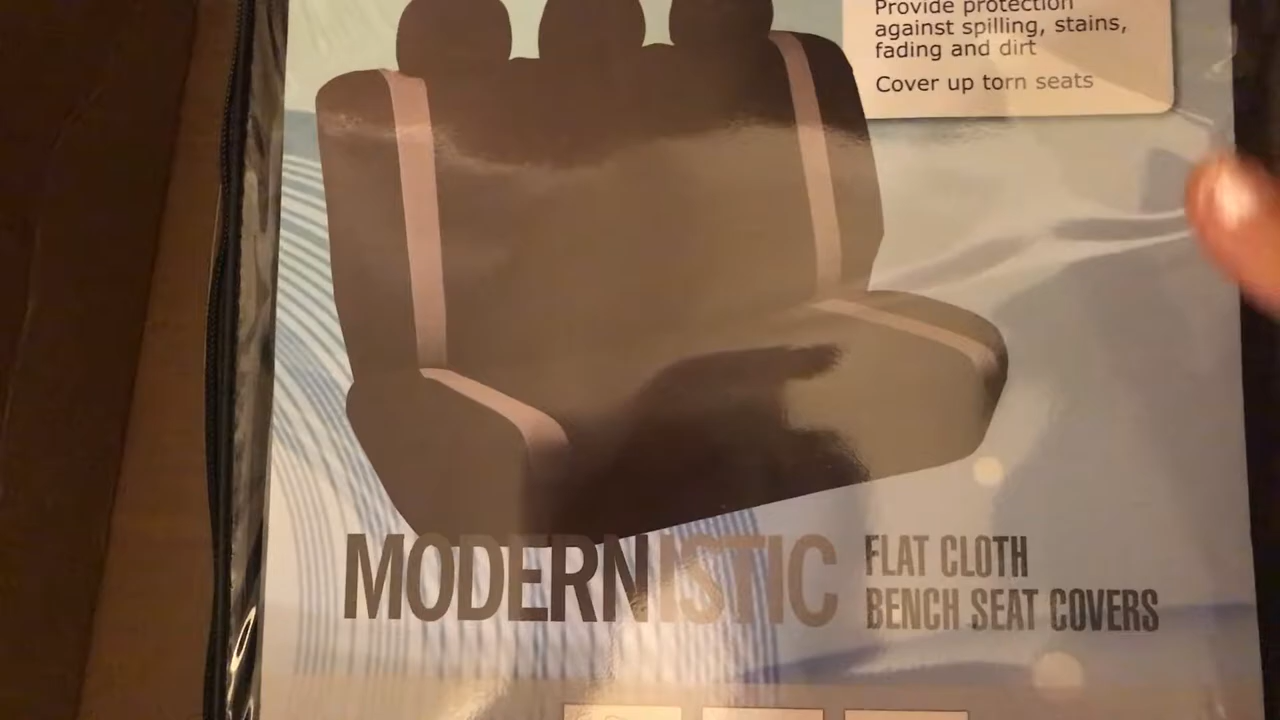 Provide protection
against spilling, stains,
fading and dirt
Cover up torn seats
MODERNISTIC
FLAT CLOTH
BENCH SEAT COVERS